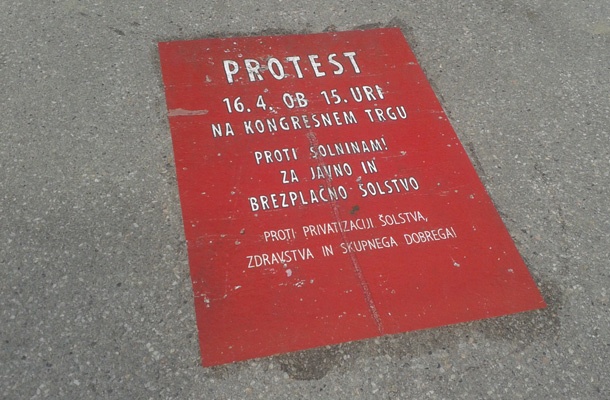 PROTEST
16.4. OB 15. URI
NA KONGRESNEM TRGU
PROTI ŠOLNINAM!
ZA JAVNO IN
BREZPLAČNO ŠOLSTVO
PROTI PRIVATIZACIJI ŠOLSTVA,
ZDRAVSTVA IN SKUPNEGA DOBREGA!